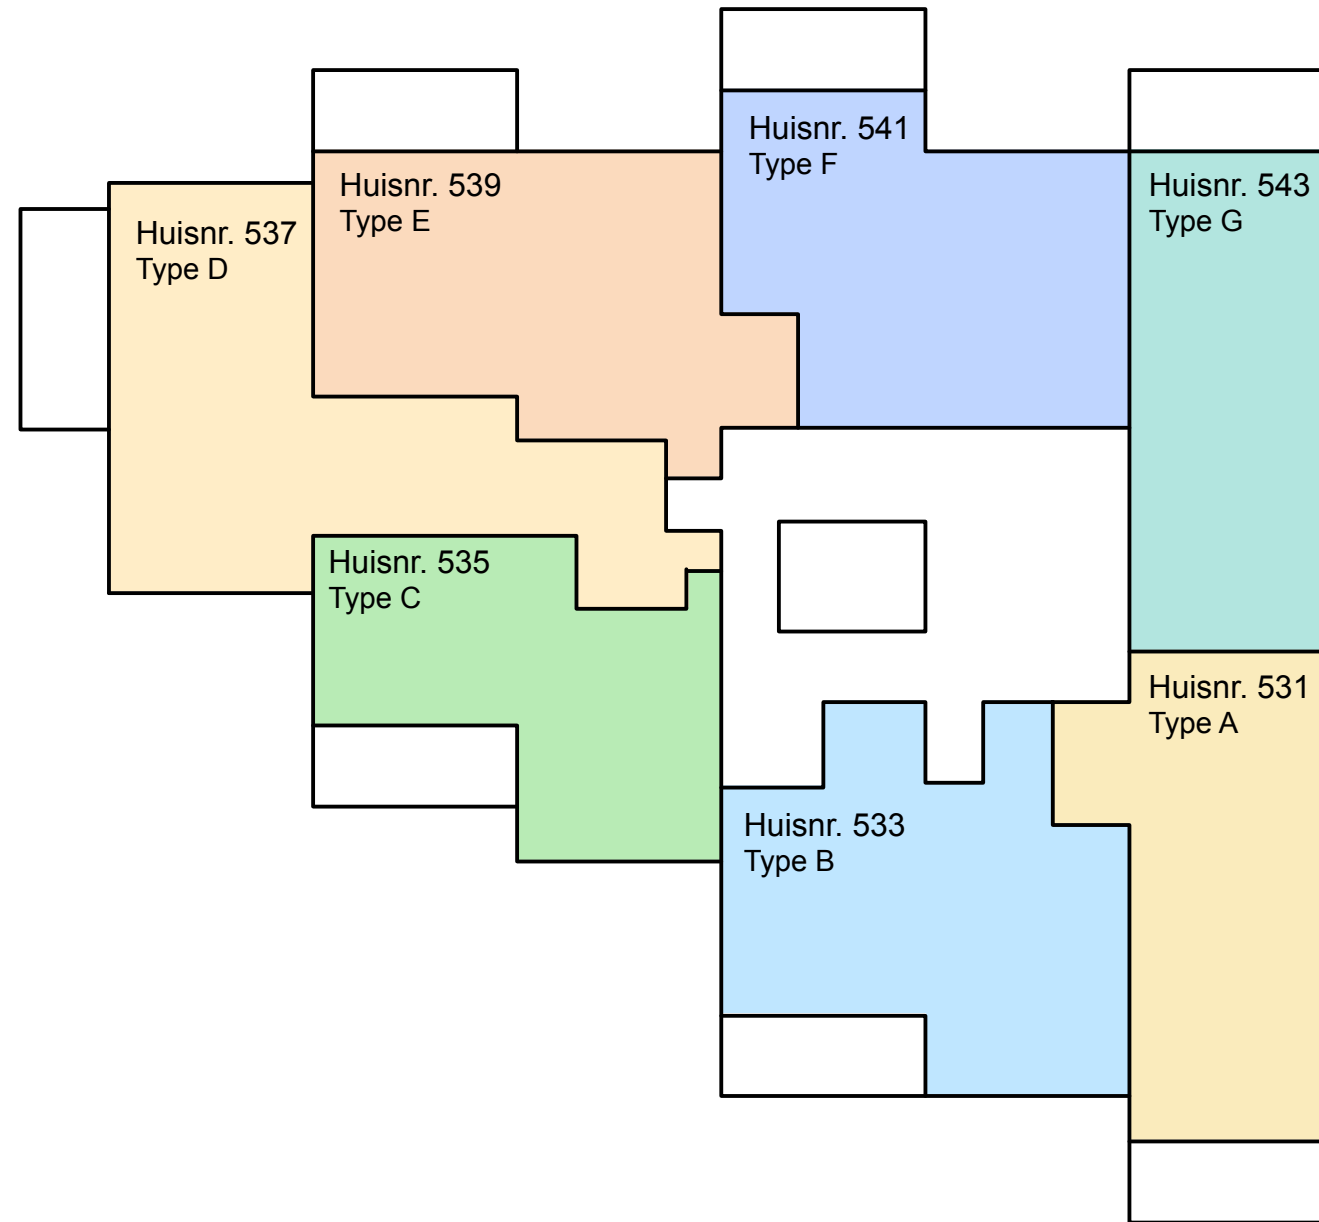 Huisnr. 541
Type F
Huisnr. 539
Type E
Huisnr. 543
Type G
Huisnr. 537
Type D
Huisnr. 535
Type C
Huisnr. 531
Type A
Huisnr. 533
Type B